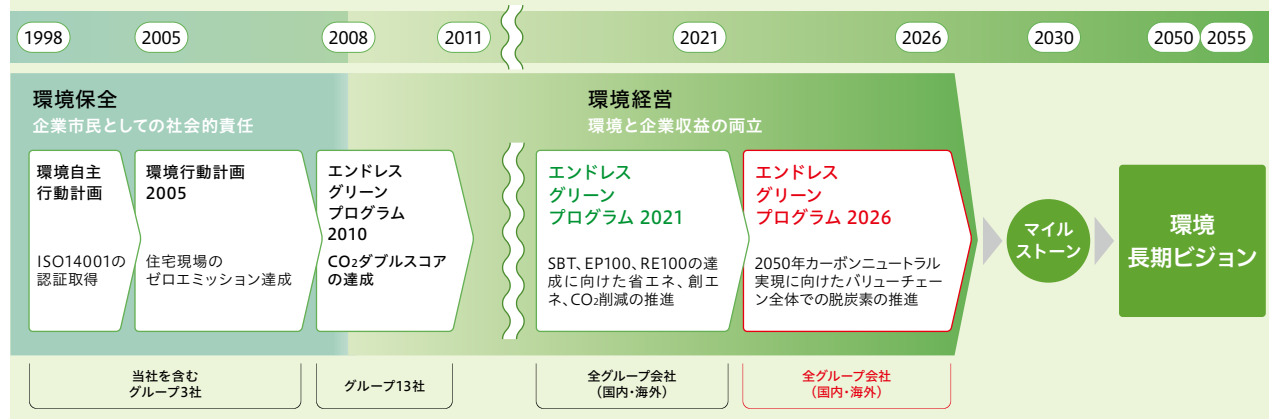 1998
2005
2008
2011
2021
2026
2030
2050
2055
環境保全
企業市民としての社会的責任
環境経営
環境と企業収益の両立
環境自主
行動計画
ISO14001の
認証取得
環境行動計画
2005
住宅現場の
ゼロエミッション達成
エンドレス
グリーン
プログラム
2010
CO₂ダブルスコア
の達成
エンドレス
グリーン
プログラム 2021
SBT、EP100、RE100の達
成に向けた省エネ、創エ
ネ、CO₂削減の推進
エンドレス
グリーン
プログラム 2026
2050年カーボンニュートラル
実現に向けたバリューチェー
ン全体での脱炭素の推進
マイル
ストーン
環境
長期ビジョン
当社を含む
グループ3社
グループ13社
全グループ会社
（国内・海外）
全グループ会社
（国内・海外）